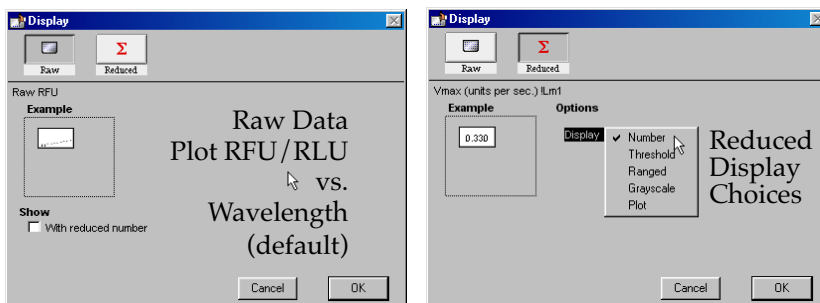 Display
Σ
Raw
Reduced
Raw RFU
Example
Show
With reduced number
Raw Data
Plot RFU/RLU
vs.
Wavelength
(default)
Cancel
OK
Display
Σ
Raw
Reduced
Vmax (units per sec.) !Lm1
Example
Options
0.330
Display
Number
Threshold
Ranged
Grayscale
Plot
Reduced
Display
Choices
Cancel
OK